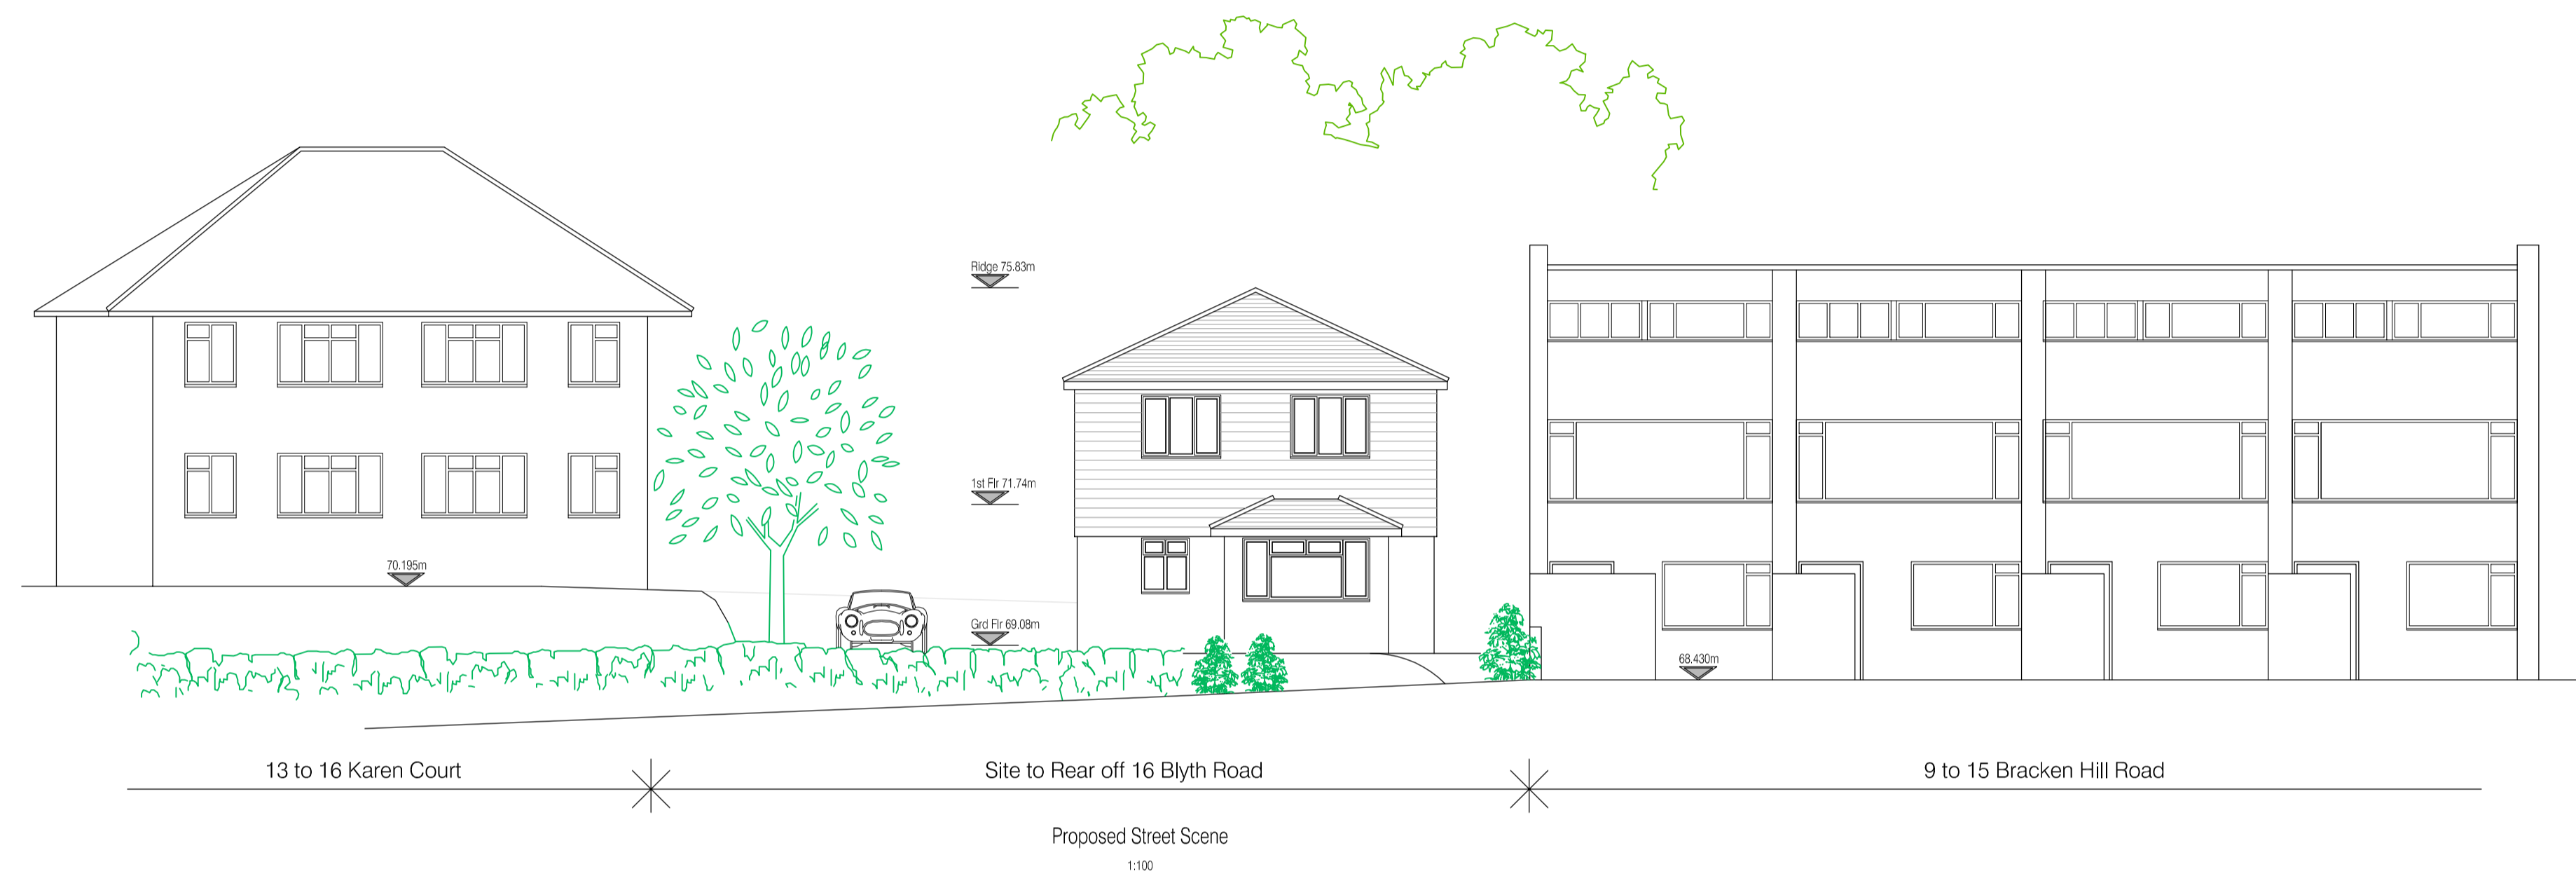 Ridge 75.83m
1st Flr 71.74m
70.195m
Grd Flr 69.08m
68.430m
13 to 16 Karen Court
Site to Rear off 16 Blyth Road
9 to 15 Bracken Hill Road
Proposed Street Scene
1:100